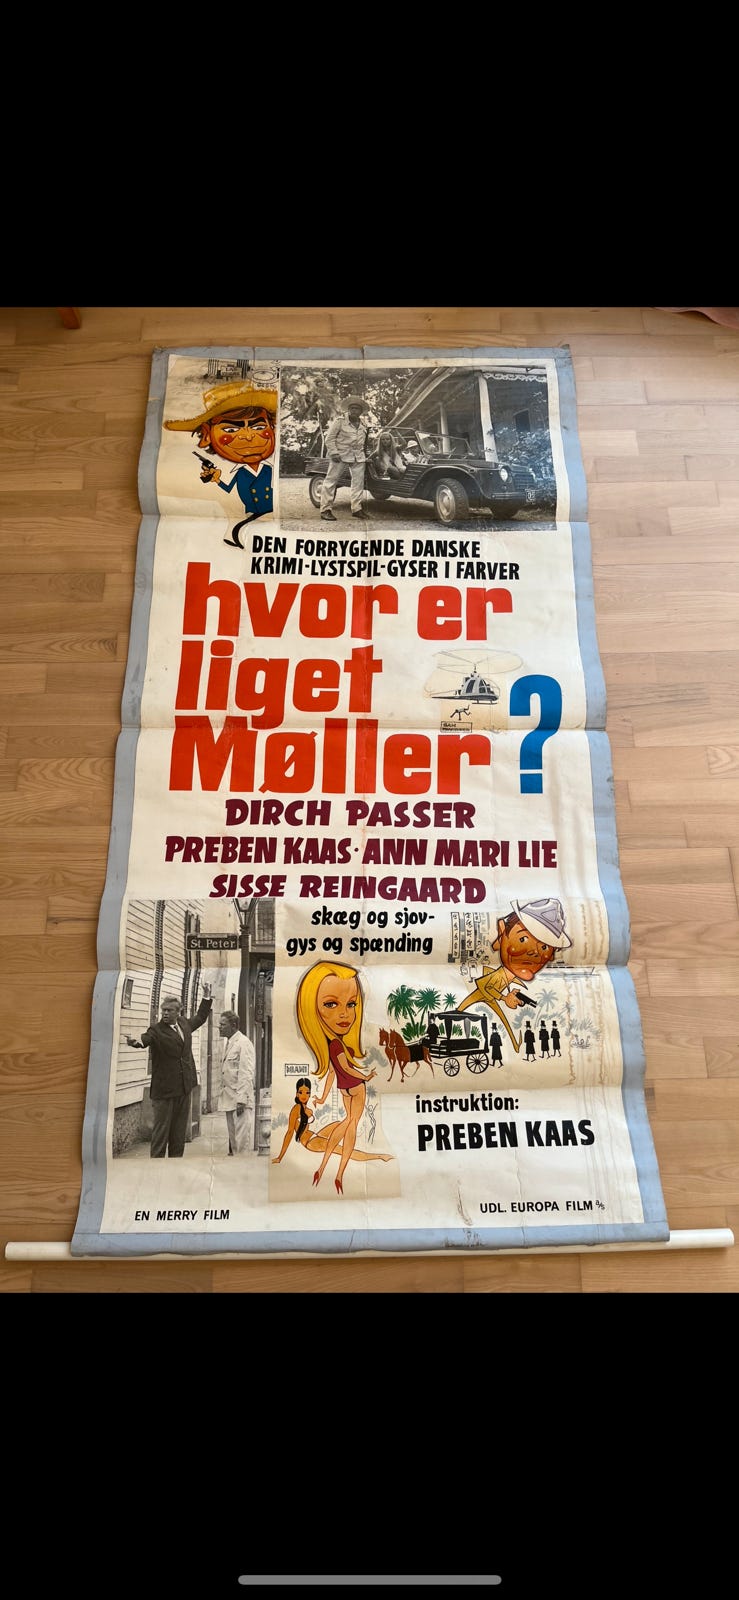 DEN FORRYGENDE DANSKE
KRIMI-LYSTSPIL-GYSER I FARVER
hvor er
liget
Møller?
DIRCH PASSER
PREBEN KAAS · ANN MARI LIE
SISSE REINGAARD
skæg og sjov-
gys og spænding
St. Peter
MIAMI
instruktion:
PREBEN KAAS
EN MERRY FILM
UDL. EUROPA FILM A/S